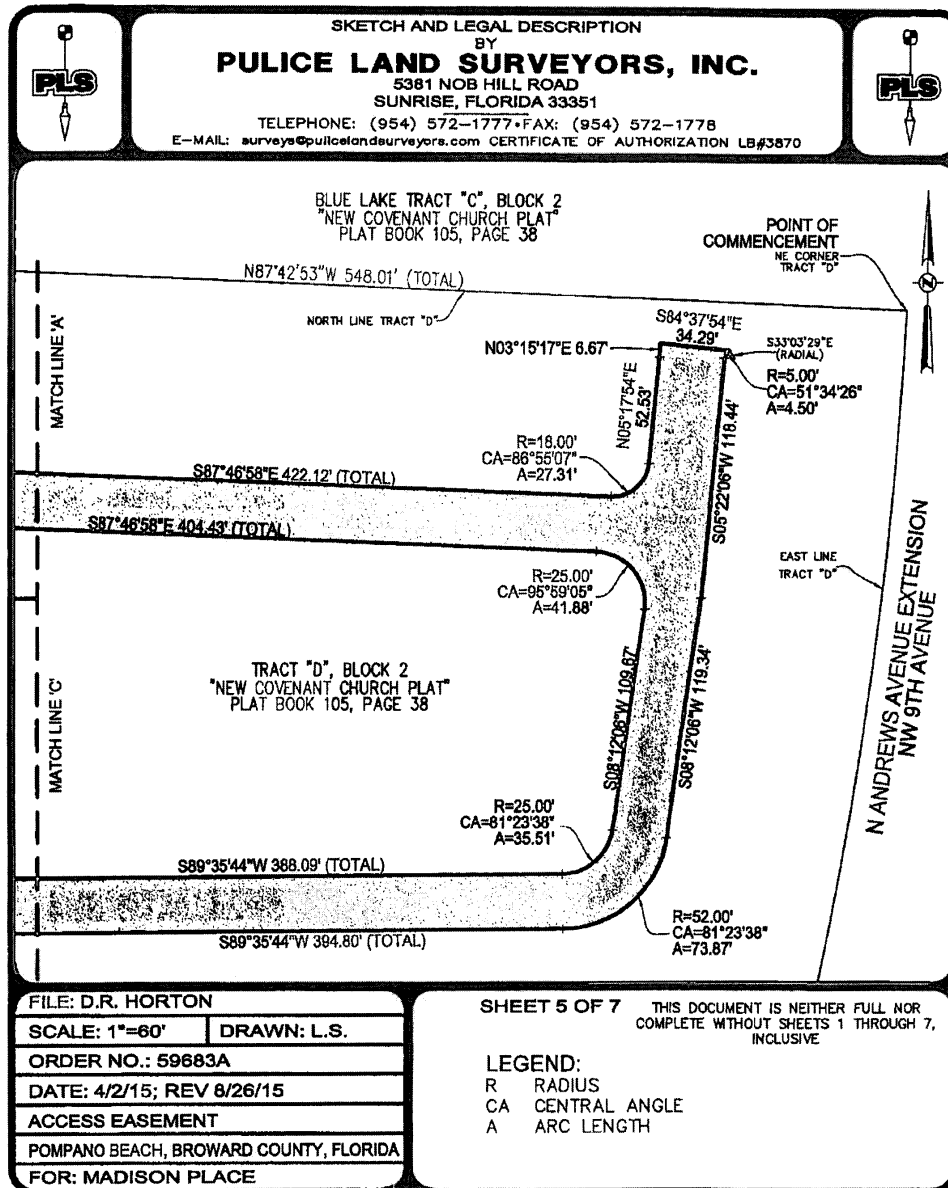 SKETCH AND LEGAL DESCRIPTION
BY
PULICE LAND SURVEYORS, INC.
5381 NOB HILL ROAD
SUNRISE, FLORIDA 33351
TELEPHONE: (954) 572-1777•FAX: (954) 572-1778
E-MAIL: surveys@pulicelandsurveyors.com CERTIFICATE OF AUTHORIZATION LB#3870
PLS
PLS
BLUE LAKE TRACT "C", BLOCK 2
"NEW COVENANT CHURCH PLAT"
PLAT BOOK 105, PAGE 38
POINT OF
COMMENCEMENT
NE CORNER
TRACT "D"
Z
N87°42'53"W 548.01' (TOTAL)
NORTH LINE TRACT "D"
MATCH LINE 'A'
S84°37'54"E
34.29'
N03°15'17"E 6.67'
S33°03'29"E
(RADIAL)
R=5.00'
CA=51°34'26"
A=4.50'
N05°17'54"E
52.53'
S05°22'06"W 118.44'
R=18.00'
CA=86°55'07"
A=27.31'
S87°46'58"E 422.12' (TOTAL)
S87°46'58"E 404.43' (TOTAL)
EAST LINE
TRACT "D"
R=25.00'
CA=95°59'05"
A=41.88'
N ANDREWS AVENUE EXTENSION
NW 9TH AVENUE
TRACT "D", BLOCK 2
"NEW COVENANT CHURCH PLAT"
PLAT BOOK 105, PAGE 38
MATCH LINE 'C'
S08°12'06"W 109.67'
S08°12'06"W 119.34'
R=25.00'
CA=81°23'38"
A=35.51'
S89°35'44"W 388.09' (TOTAL)
S89°35'44"W 394.80' (TOTAL)
R=52.00'
CA=81°23'38"
A=73.87'
FILE: D.R. HORTON
SCALE: 1"=60' DRAWN: L.S.
ORDER NO.: 59683A
DATE: 4/2/15; REV 8/26/15
ACCESS EASEMENT
POMPANO BEACH, BROWARD COUNTY, FLORIDA
FOR: MADISON PLACE
SHEET 5 OF 7 THIS DOCUMENT IS NEITHER FULL NOR
COMPLETE WITHOUT SHEETS 1 THROUGH 7,
INCLUSIVE
LEGEND:
R RADIUS
CA CENTRAL ANGLE
A ARC LENGTH